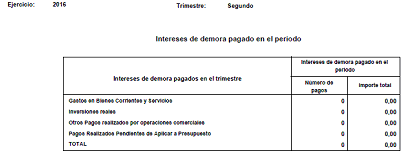 Ejercicio: 2016 Trimestre: Segundo
Intereses de demora pagado en el periodo
Intereses de demora pagados en el trimestre
Intereses de demora pagado en el periodo
Número de pagos
Importe total
Gastos en Bienes Corrientes y Servicios 0 0,00
Inversiones reales 0 0,00
Otros Pagos realizados por operaciones comerciales 0 0,00
Pagos Realizados Pendientes de Aplicar a Presupuesto 0 0,00
TOTAL 0 0,00